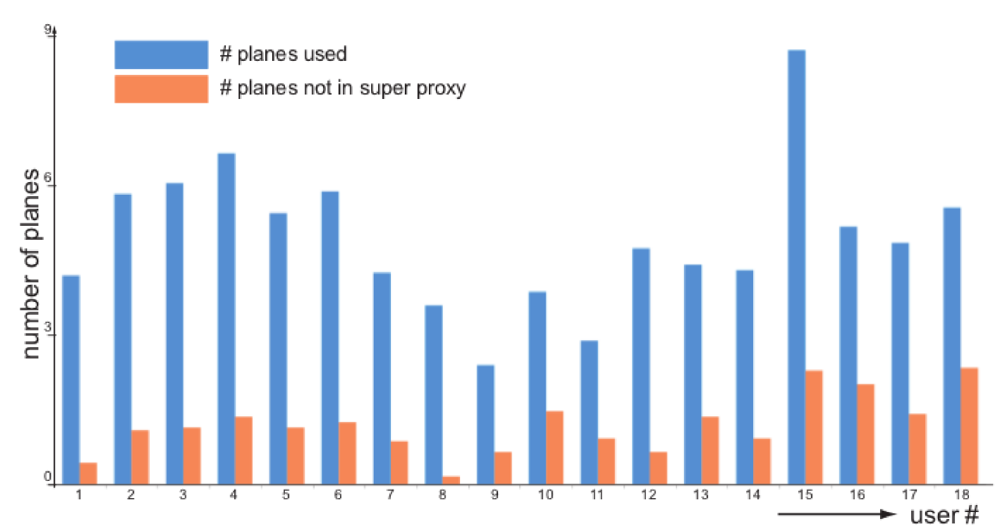 9
# planes used
# planes not in super proxy
6
3
0
number of planes
1 2 3 4 5 6 7 8 9 10 11 12 13 14 15 16 17 18
user #